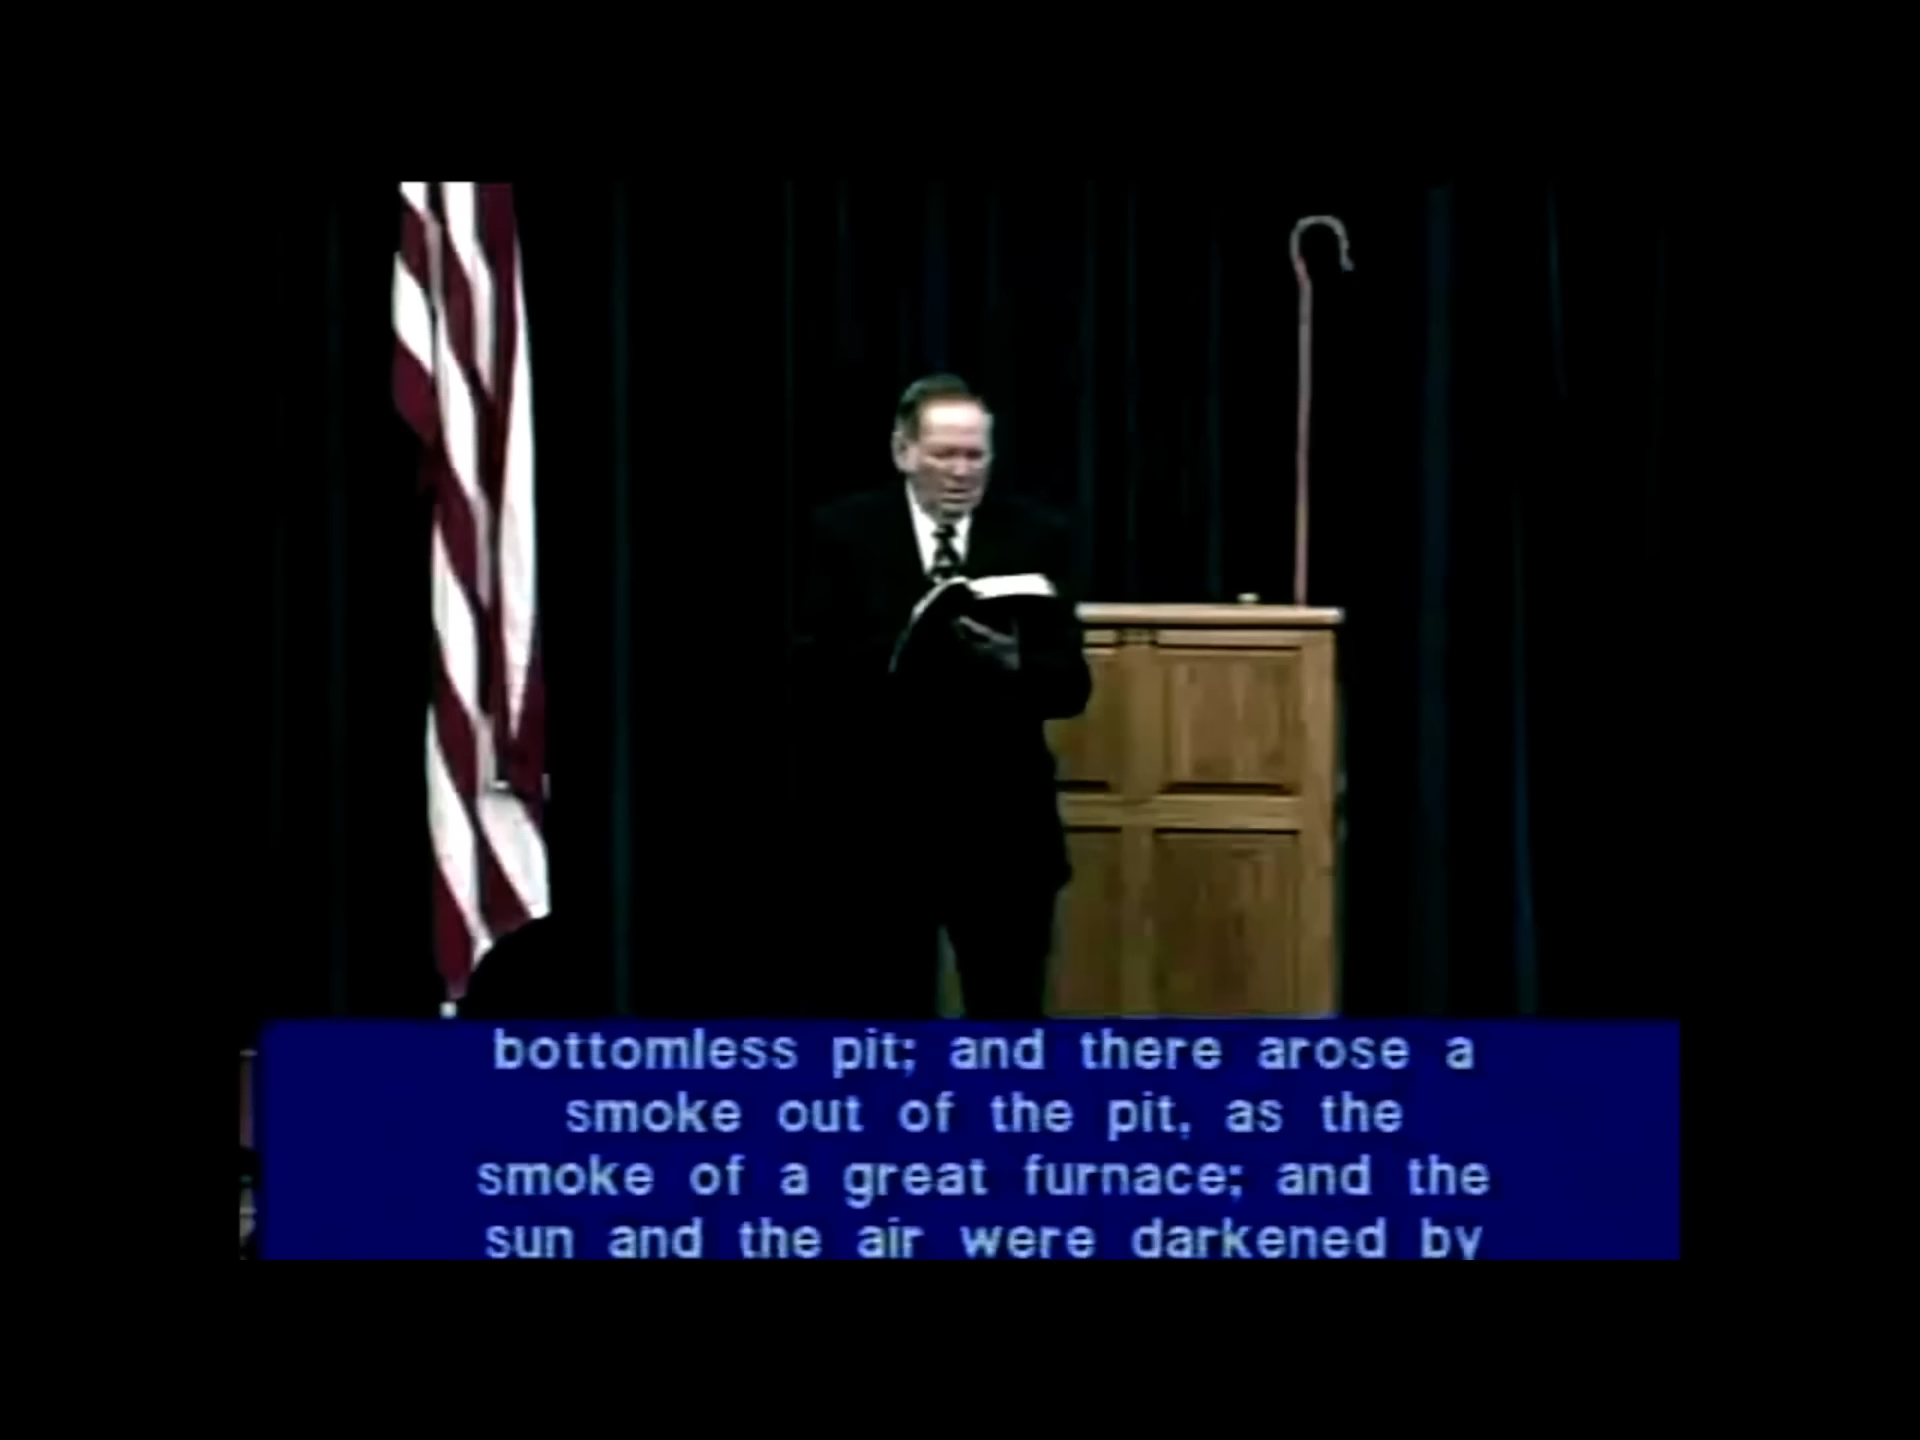 bottomless pit; and there arose a
smoke out of the pit, as the
smoke of a great furnace; and the
sun and the air were darkened by